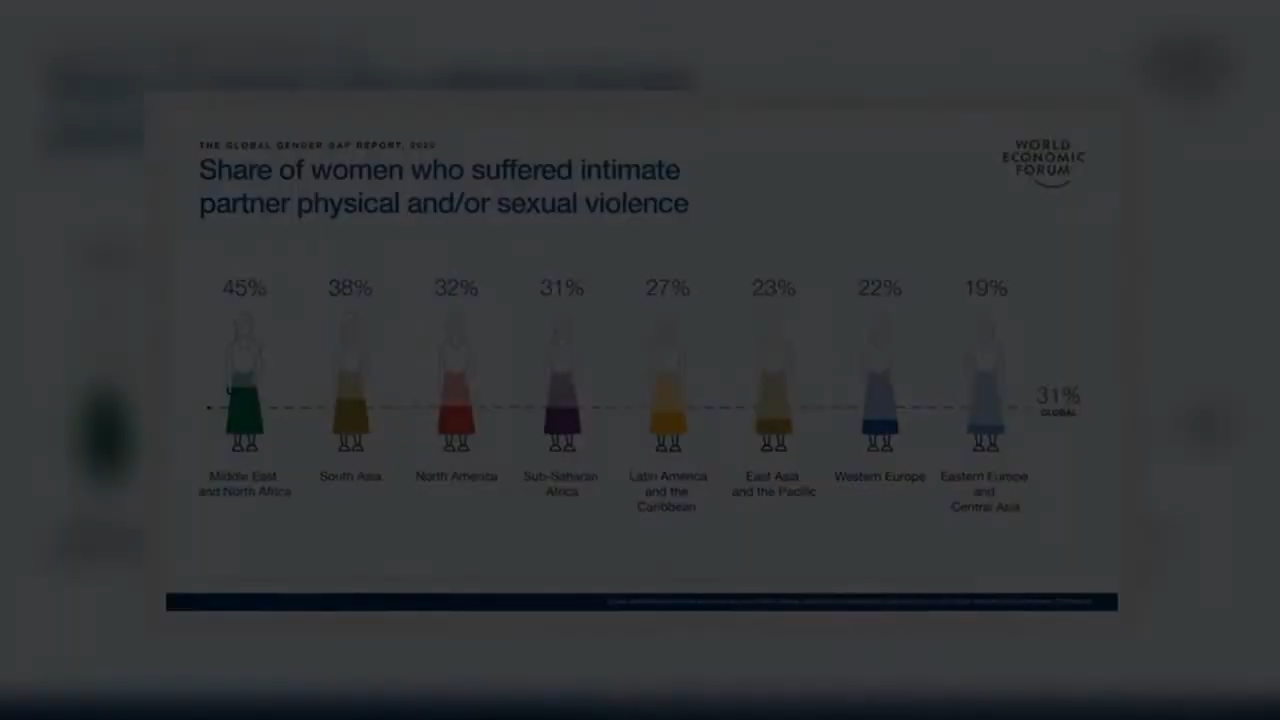 THE GLOBAL GENDER GAP REPORT, 2020
Share of women who suffered intimate
partner physical and/or sexual violence
WORLD
ECONOMIC
FORUM
45%
38%
32%
31%
27%
23%
22%
19%
31%
GLOBAL
Middle East
and North Africa
South Asia
North America
Sub-Saharan
Africa
Latin America
and the
Caribbean
East Asia
and the Pacific
Western Europe
Eastern Europe
and
Central Asia